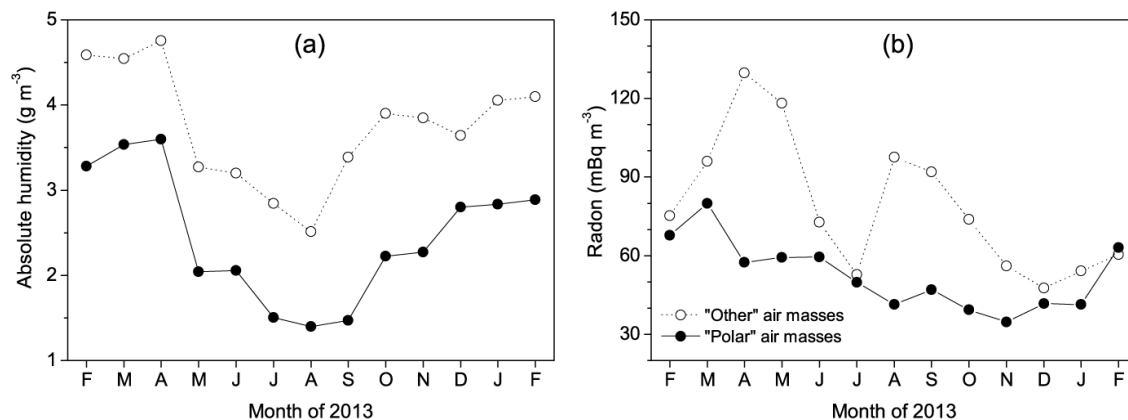 (a)
Absolute humidity (g m⁻³)
5
4
3
2
1
F M A M J J A S O N D J F
Month of 2013
(b)
Radon (mBq m⁻³)
150
120
90
60
30
"Other" air masses
"Polar" air masses
F M A M J J A S O N D J F
Month of 2013